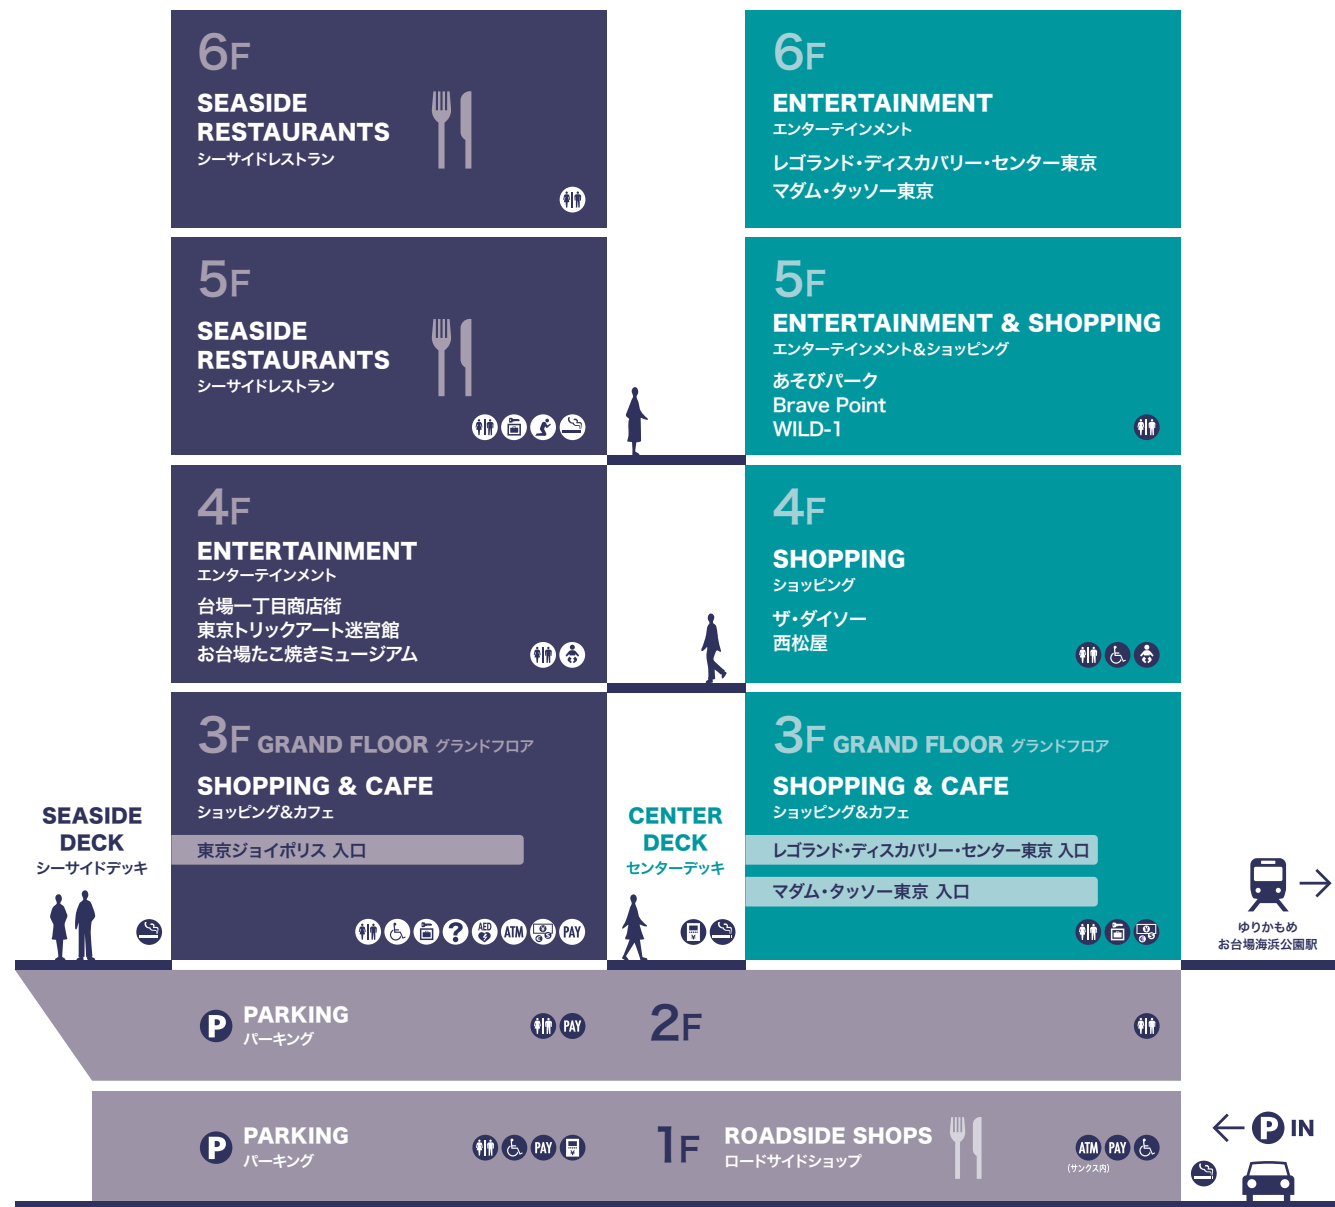 6F
SEASIDE
RESTAURANTS
シーサイドレストラン
6F
ENTERTAINMENT
エンターテインメント
レゴランド・ディスカバリー・センター東京
マダム・タッソー東京
5F
SEASIDE
RESTAURANTS
シーサイドレストラン
5F
ENTERTAINMENT & SHOPPING
エンターテインメント&ショッピング
あそびパーク
Brave Point
WILD-1
4F
ENTERTAINMENT
エンターテインメント
台場一丁目商店街
東京トリックアート迷宮館
お台場たこ焼きミュージアム
4F
SHOPPING
ショッピング
ザ・ダイソー
西松屋
SEASIDE
DECK
シーサイドデッキ
3F GRAND FLOOR グランドフロア
SHOPPING & CAFE
ショッピング&カフェ
東京ジョイポリス 入口
? AED ATM PAY
CENTER
DECK
センターデッキ
3F GRAND FLOOR グランドフロア
SHOPPING & CAFE
ショッピング&カフェ
レゴランド・ディスカバリー・センター東京 入口
マダム・タッソー東京 入口
ゆりかもめ
お台場海浜公園駅
P PARKING
パーキング
PAY
2F
P PARKING
パーキング
PAY
1F
ROADSIDE SHOPS
ロードサイドショップ
ATM PAY
(サンクス内)
P IN